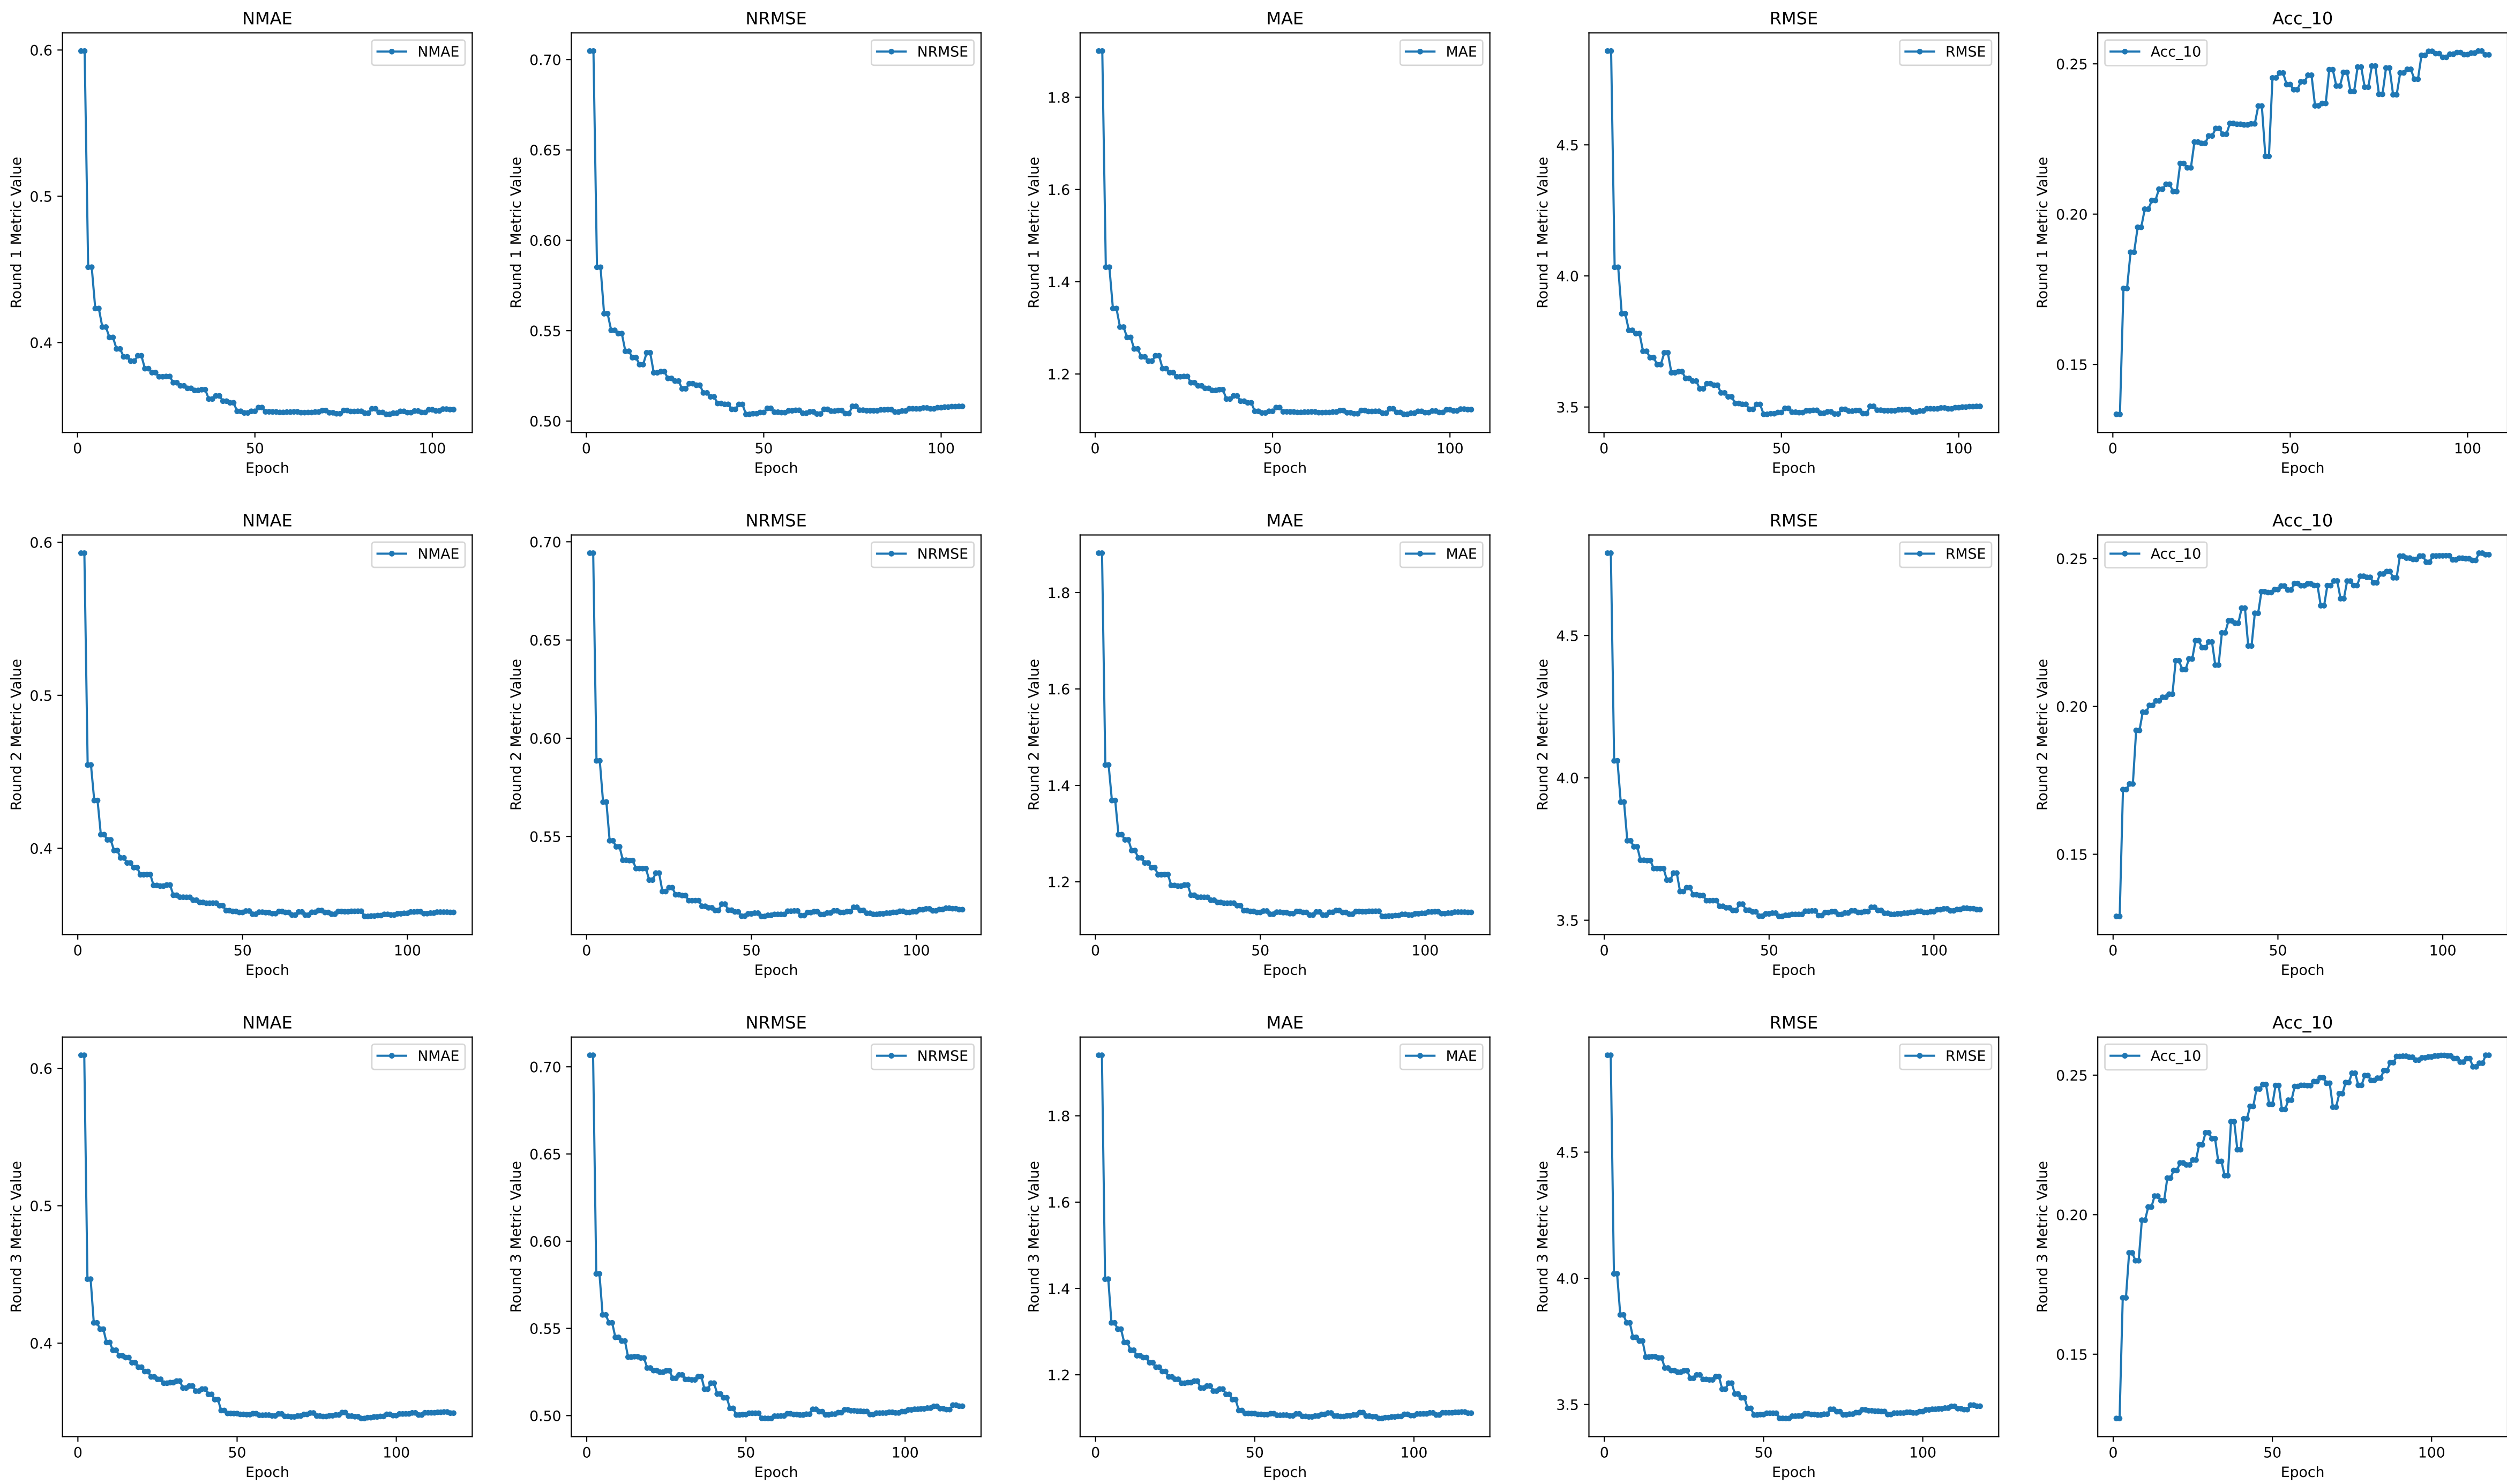 NMAE
NMAE
0.6
0.5
0.4
Round 1 Metric Value
0 50 100
Epoch
NRMSE
NRMSE
0.70
0.65
0.60
0.55
0.50
Round 1 Metric Value
0 50 100
Epoch
MAE
MAE
1.8
1.6
1.4
1.2
Round 1 Metric Value
0 50 100
Epoch
RMSE
RMSE
4.5
4.0
3.5
Round 1 Metric Value
0 50 100
Epoch
Acc_10
Acc_10
0.25
0.20
0.15
Round 1 Metric Value
0 50 100
Epoch
NMAE
NMAE
0.6
0.5
0.4
Round 2 Metric Value
0 50 100
Epoch
NRMSE
NRMSE
0.70
0.65
0.60
0.55
Round 2 Metric Value
0 50 100
Epoch
MAE
MAE
1.8
1.6
1.4
1.2
Round 2 Metric Value
0 50 100
Epoch
RMSE
RMSE
4.5
4.0
3.5
Round 2 Metric Value
0 50 100
Epoch
Acc_10
Acc_10
0.25
0.20
0.15
Round 2 Metric Value
0 50 100
Epoch
NMAE
NMAE
0.6
0.5
0.4
Round 3 Metric Value
0 50 100
Epoch
NRMSE
NRMSE
0.70
0.65
0.60
0.55
0.50
Round 3 Metric Value
0 50 100
Epoch
MAE
MAE
1.8
1.6
1.4
1.2
Round 3 Metric Value
0 50 100
Epoch
RMSE
RMSE
4.5
4.0
3.5
Round 3 Metric Value
0 50 100
Epoch
Acc_10
Acc_10
0.25
0.20
0.15
Round 3 Metric Value
0 50 100
Epoch